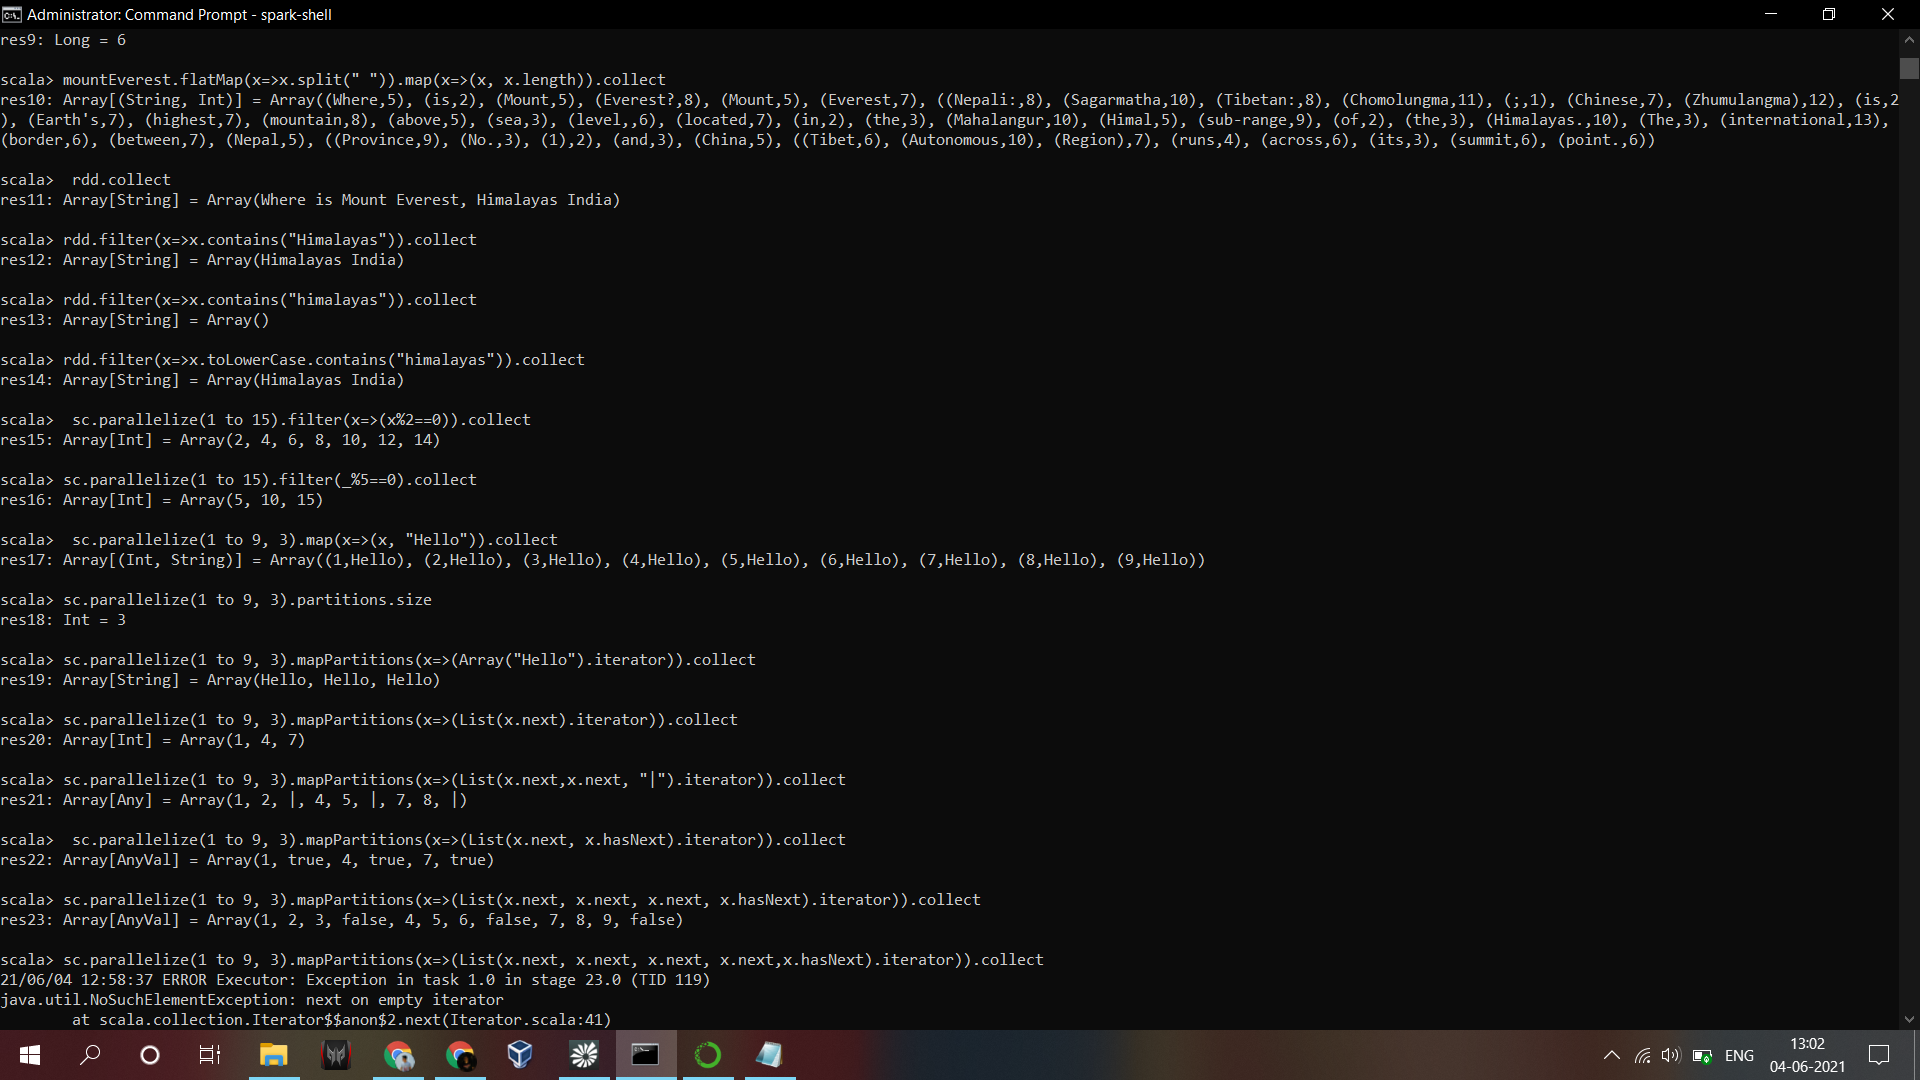 Administrator: Command Prompt - spark-shell
res9: Long = 6
scala> mountEverest.flatMap(x=>x.split(" ")).map(x=>(x, x.length)).collect
res10: Array[(String, Int)] = Array((Where,5), (is,2), (Mount,5), (Everest?,8), (Mount,5), (Everest,7), ((Nepali:,8), (Sagarmatha,10), (Tibetan:,8), (Chomolungma,11), (;,1), (Chinese,7), (Zhumulangma),12), (is,2
), (Earth's,7), (highest,7), (mountain,8), (above,5), (sea,3), (level,,6), (located,7), (in,2), (the,3), (Mahalangur,10), (Himal,5), (sub-range,9), (of,2), (the,3), (Himalayas.,10), (The,3), (international,13),
(border,6), (between,7), (Nepal,5), ((Province,9), (No.,3), (1),2), (and,3), (China,5), ((Tibet,6), (Autonomous,10), (Region),7), (runs,4), (across,6), (its,3), (summit,6), (point.,6))
scala>  rdd.collect
res11: Array[String] = Array(Where is Mount Everest, Himalayas India)
scala> rdd.filter(x=>x.contains("Himalayas")).collect
res12: Array[String] = Array(Himalayas India)
scala> rdd.filter(x=>x.contains("himalayas")).collect
res13: Array[String] = Array()
scala> rdd.filter(x=>x.toLowerCase.contains("himalayas")).collect
res14: Array[String] = Array(Himalayas India)
scala>  sc.parallelize(1 to 15).filter(x=>(x%2==0)).collect
res15: Array[Int] = Array(2, 4, 6, 8, 10, 12, 14)
scala> sc.parallelize(1 to 15).filter(_%5==0).collect
res16: Array[Int] = Array(5, 10, 15)
scala>  sc.parallelize(1 to 9, 3).map(x=>(x, "Hello")).collect
res17: Array[(Int, String)] = Array((1,Hello), (2,Hello), (3,Hello), (4,Hello), (5,Hello), (6,Hello), (7,Hello), (8,Hello), (9,Hello))
scala> sc.parallelize(1 to 9, 3).partitions.size
res18: Int = 3
scala> sc.parallelize(1 to 9, 3).mapPartitions(x=>(Array("Hello").iterator)).collect
res19: Array[String] = Array(Hello, Hello, Hello)
scala> sc.parallelize(1 to 9, 3).mapPartitions(x=>(List(x.next).iterator)).collect
res20: Array[Int] = Array(1, 4, 7)
scala> sc.parallelize(1 to 9, 3).mapPartitions(x=>(List(x.next,x.next, "|").iterator)).collect
res21: Array[Any] = Array(1, 2, |, 4, 5, |, 7, 8, |)
scala>  sc.parallelize(1 to 9, 3).mapPartitions(x=>(List(x.next, x.hasNext).iterator)).collect
res22: Array[AnyVal] = Array(1, true, 4, true, 7, true)
scala> sc.parallelize(1 to 9, 3).mapPartitions(x=>(List(x.next, x.next, x.next, x.hasNext).iterator)).collect
res23: Array[AnyVal] = Array(1, 2, 3, false, 4, 5, 6, false, 7, 8, 9, false)
scala> sc.parallelize(1 to 9, 3).mapPartitions(x=>(List(x.next, x.next, x.next, x.next,x.hasNext).iterator)).collect
21/06/04 12:58:37 ERROR Executor: Exception in task 1.0 in stage 23.0 (TID 119)
java.util.NoSuchElementException: next on empty iterator
at scala.collection.Iterator$$anon$2.next(Iterator.scala:41)
ENG
13:02
04-06-2021